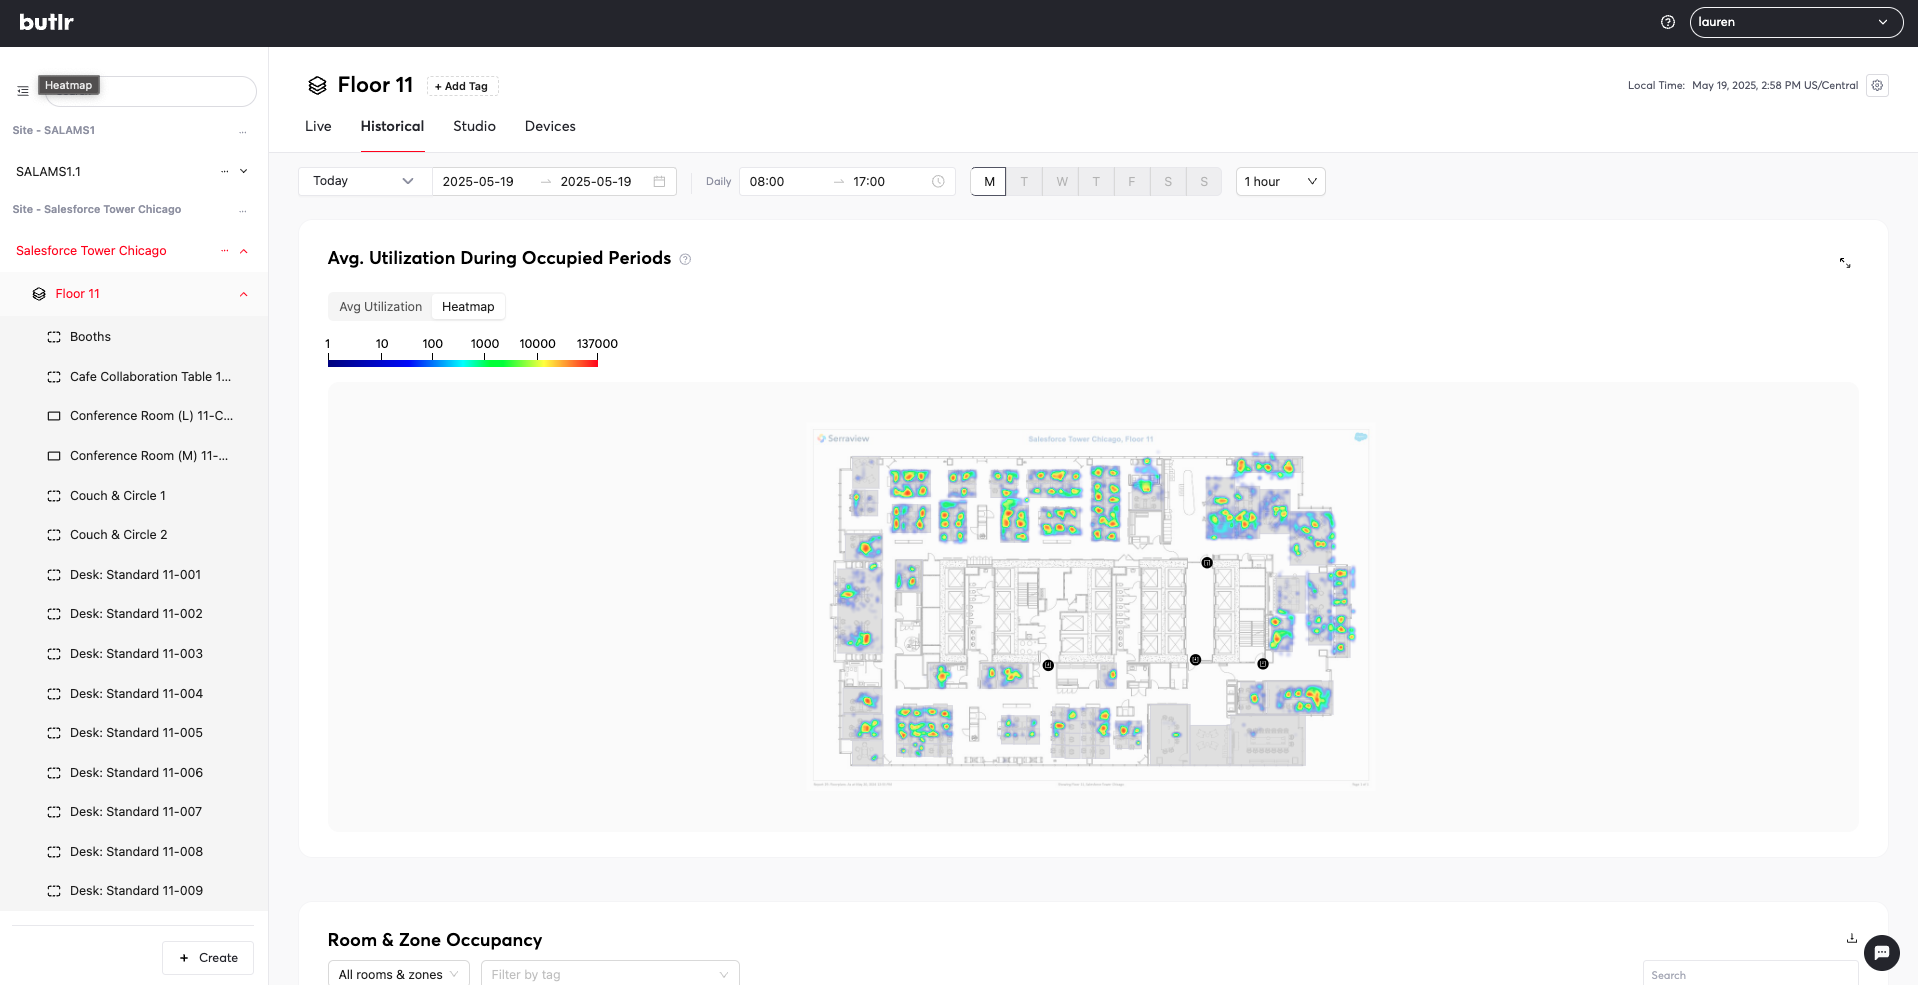 butlr
lauren
Heatmap
Site - SALAMS1
...
SALAMS1.1
...
Site - Salesforce Tower Chicago
...
Salesforce Tower Chicago
...
Floor 11
Booths
Cafe Collaboration Table 1...
Conference Room (L) 11-C...
Conference Room (M) 11-...
Couch & Circle 1
Couch & Circle 2
Desk: Standard 11-001
Desk: Standard 11-002
Desk: Standard 11-003
Desk: Standard 11-004
Desk: Standard 11-005
Desk: Standard 11-006
Desk: Standard 11-007
Desk: Standard 11-008
Desk: Standard 11-009
+ Create
Floor 11
+ Add Tag
Local Time: May 19, 2025, 2:58 PM US/Central
Live Historical Studio Devices
Today 2025-05-19 → 2025-05-19 Daily 08:00 → 17:00 M T W T F S S 1 hour
Avg. Utilization During Occupied Periods
Avg Utilization Heatmap
1 10 100 1000 10000 137000
Serraview
Salesforce Tower Chicago, Floor 11
Room & Zone Occupancy
All rooms & zones Filter by tag Search